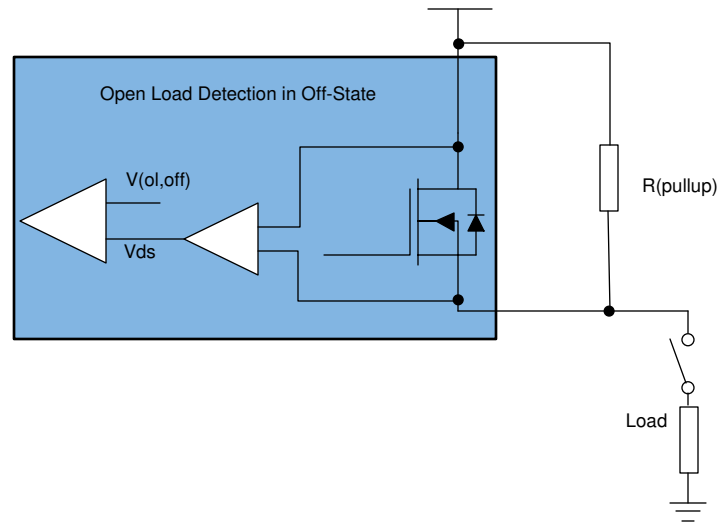 Open Load Detection in Off-State
V(ol,off)
R(pullup)
Vds
Load